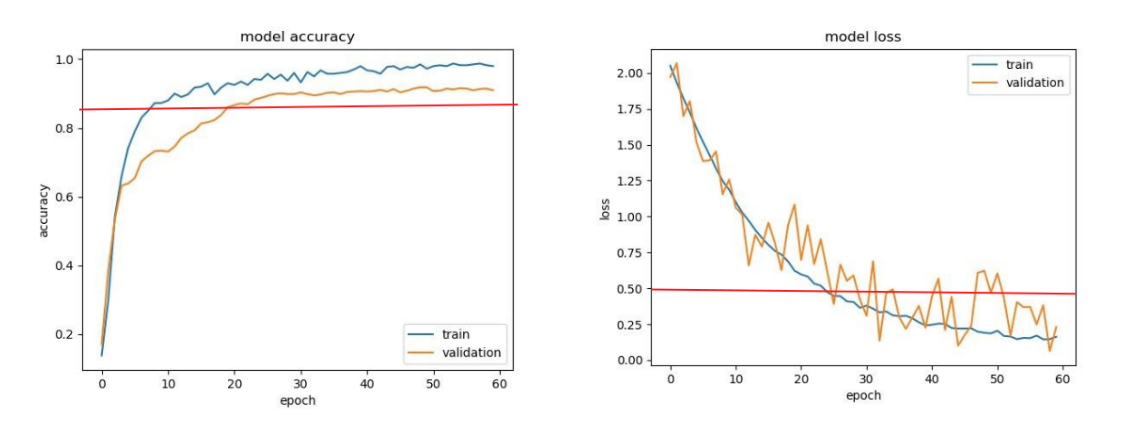 model accuracy
1.0
0.8
0.6
0.4
0.2
accuracy
0 10 20 30 40 50 60
epoch
train
validation
model loss
2.00
1.75
1.50
1.25
1.00
0.75
0.50
0.25
0.00
loss
0 10 20 30 40 50 60
epoch
train
validation